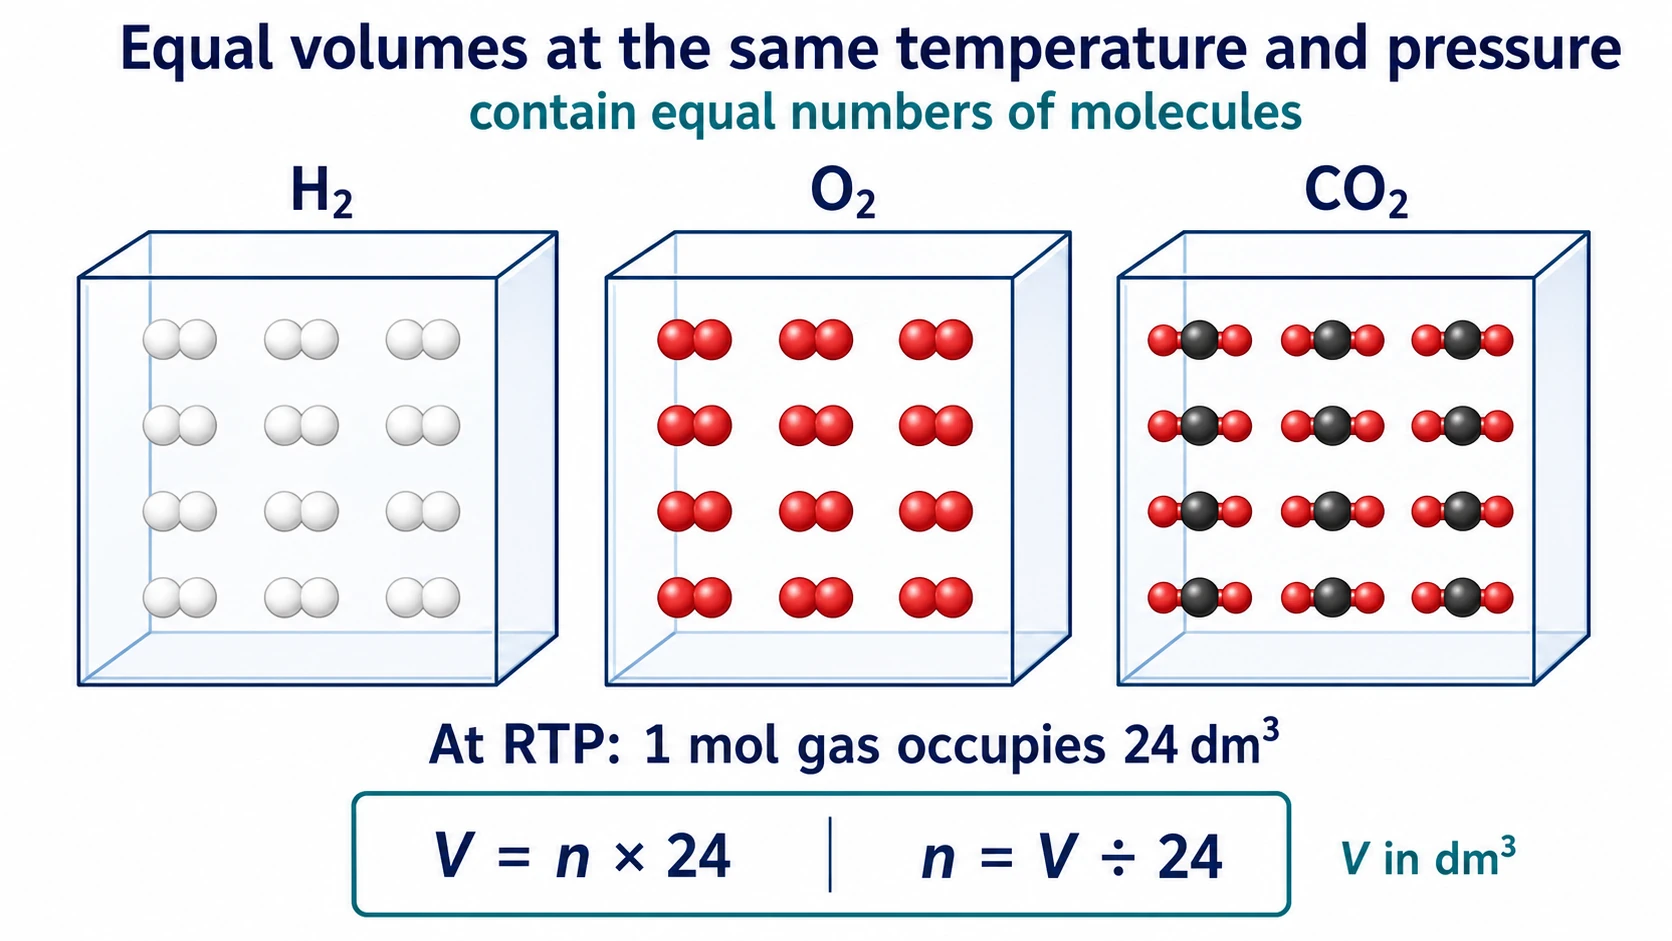 Equal volumes at the same temperature and pressure
contain equal numbers of molecules
H₂
O₂
CO₂
At RTP: 1 mol gas occupies 24 dm³
V = n × 24
n = V ÷ 24
V in dm³